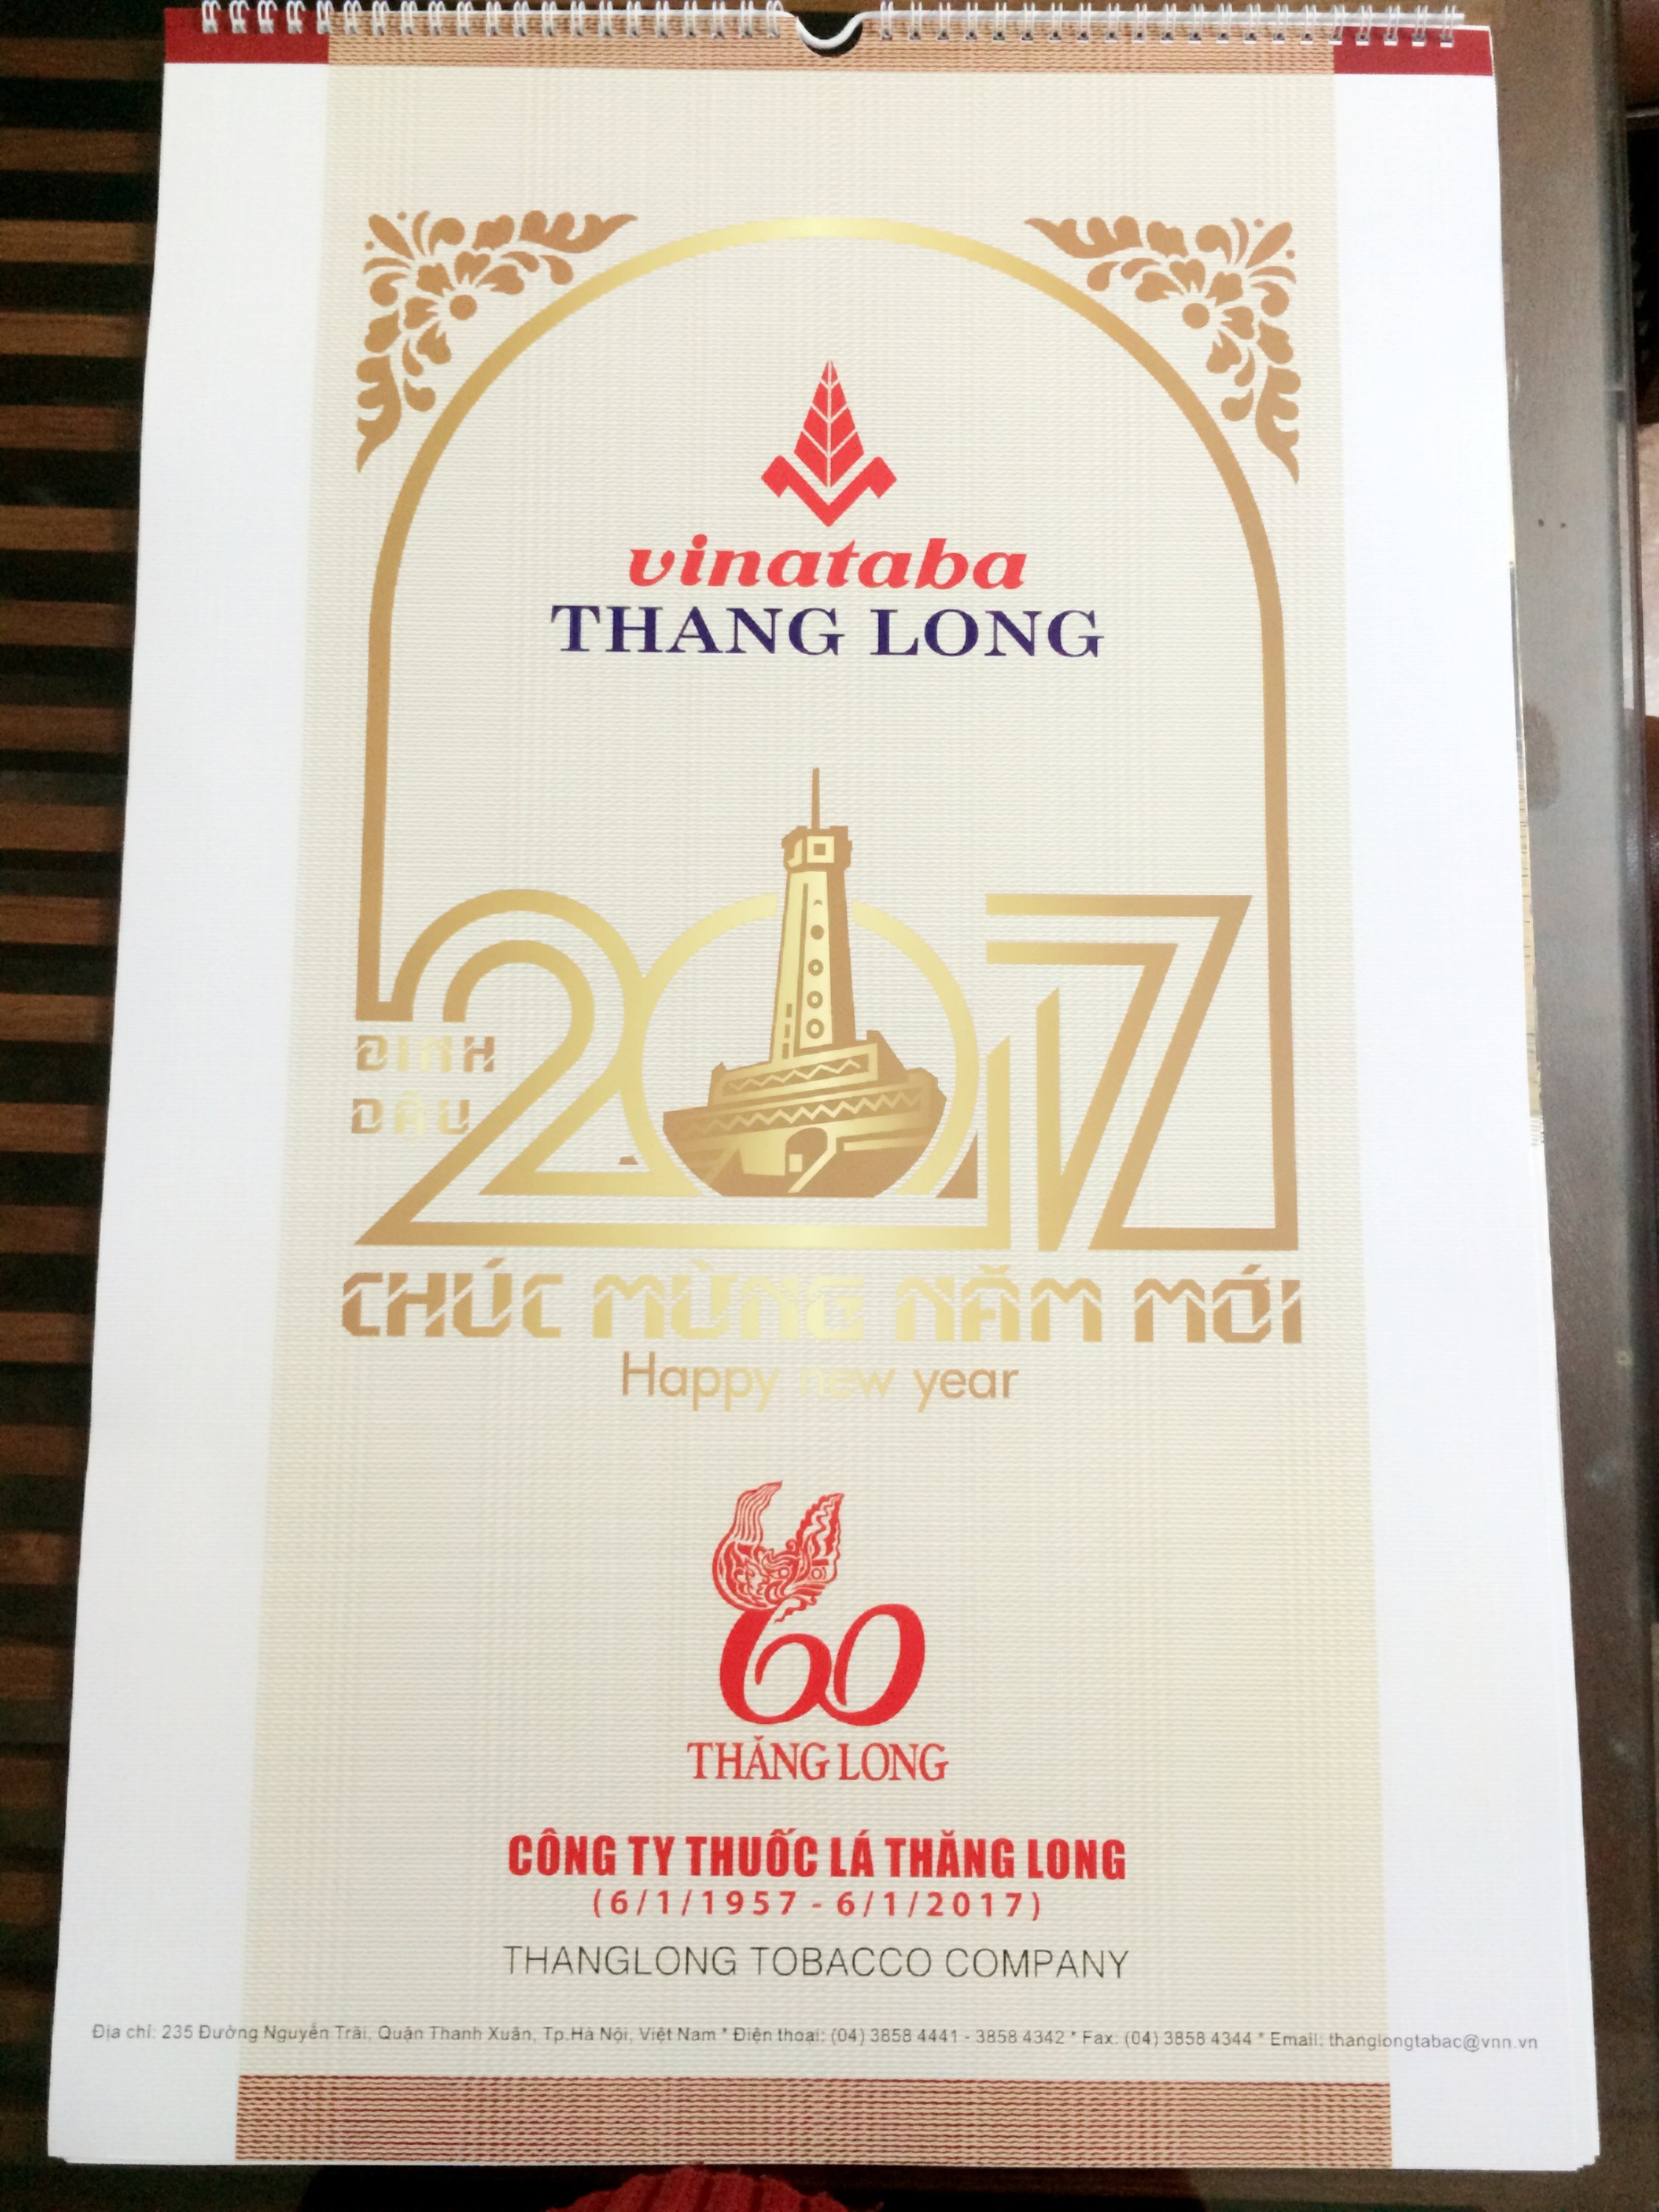 vinataba
THANG LONG
2017
ĐINH
DẬU
CHÚC MỪNG NĂM MỚI
Happy new year
60
THĂNG LONG
CÔNG TY THUỐC LÁ THĂNG LONG
(6/1/1957 - 6/1/2017)
THANGLONG TOBACCO COMPANY
Địa chỉ: 235 Đường Nguyễn Trãi, Quận Thanh Xuân, Tp.Hà Nội, Việt Nam * Điện thoại: (04) 3858 4441 - 3858 4342 * Fax: (04) 3858 4344 * Email: thanglongtabac@vnn.vn